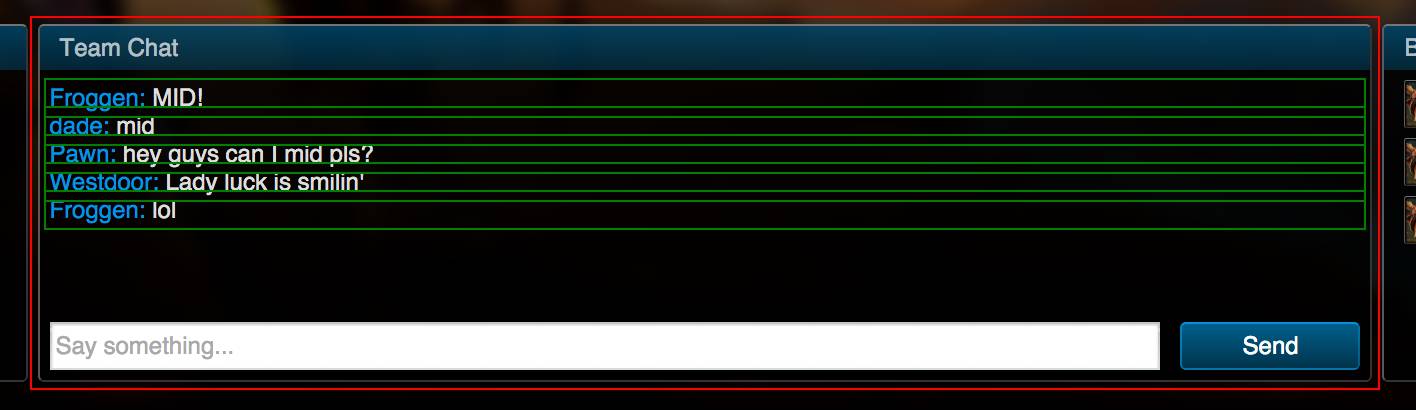 Team Chat
Froggen: MID!
dade: mid
Pawn: hey guys can I mid pls?
Westdoor: Lady luck is smilin'
Froggen: lol
Say something...
Send